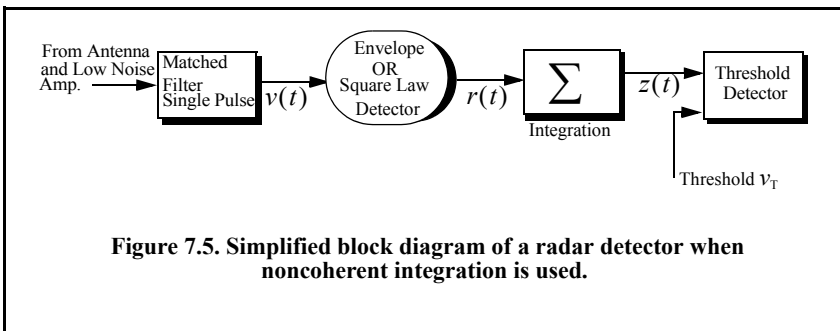 From Antenna
and Low Noise
Amp.
Matched
Filter
Single Pulse
v(t)
Envelope
OR
Square Law
Detector
r(t)
∑
Integration
z(t)
Threshold
Detector
Threshold v_T
Figure 7.5. Simplified block diagram of a radar detector when
noncoherent integration is used.